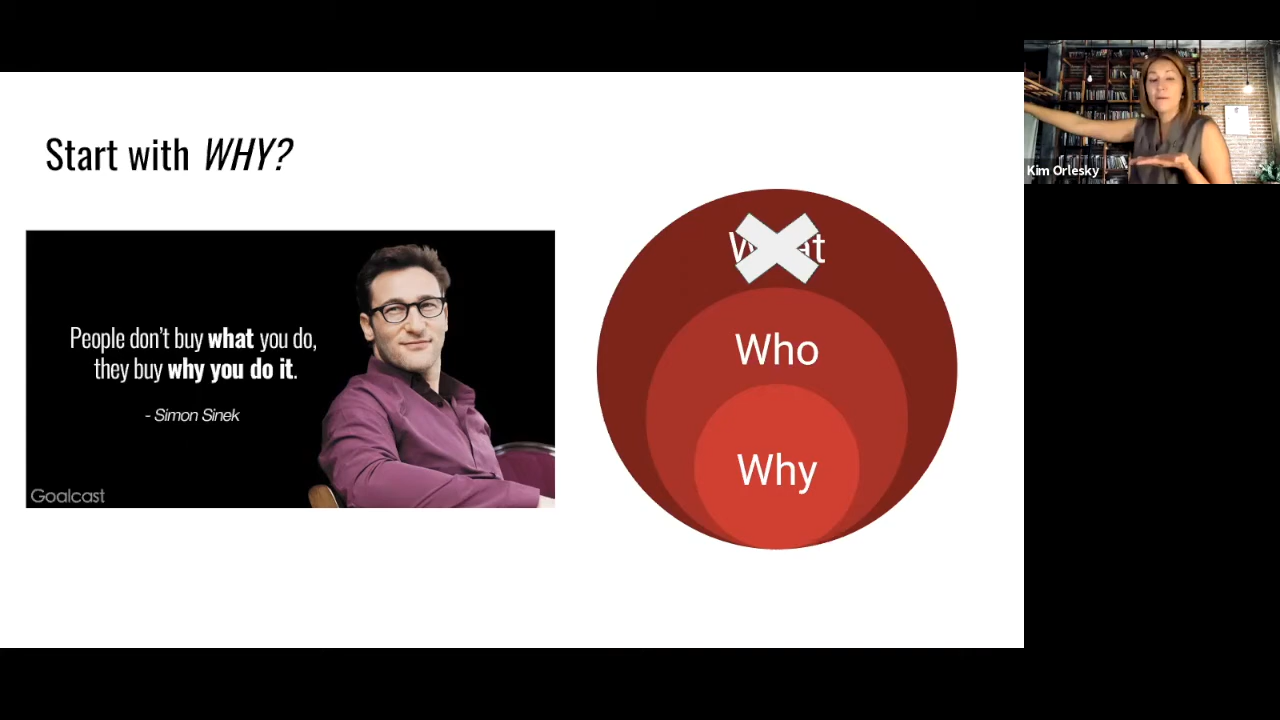 Start with WHY?
People don't buy what you do,
they buy why you do it.
- Simon Sinek
Goalcast
Who
Why
Kim Orlesky